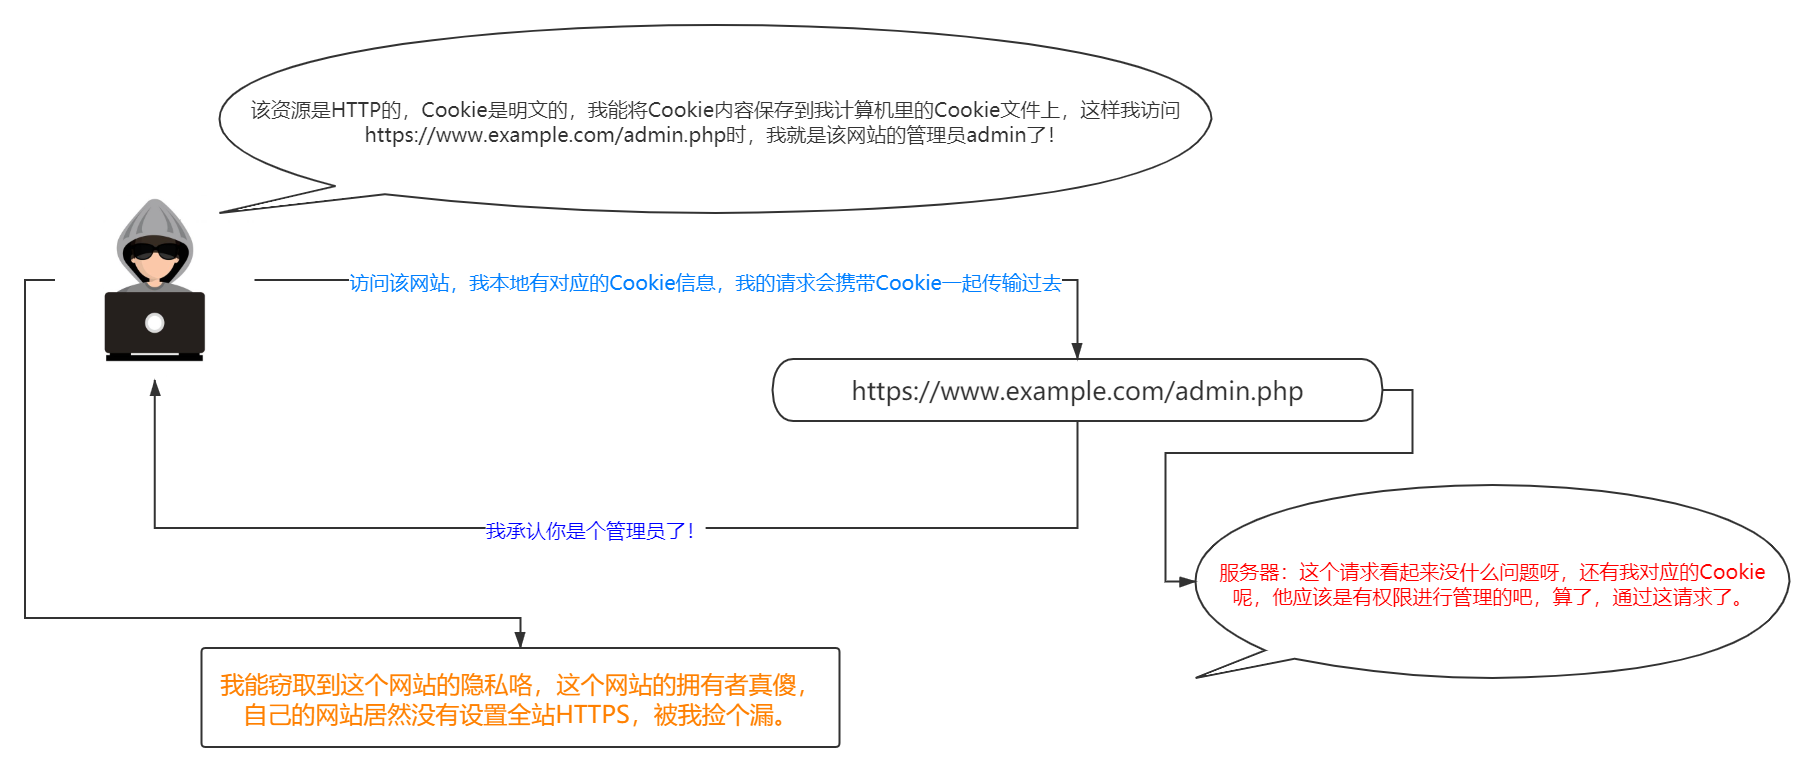 该资源是HTTP的，Cookie是明文的，我能将Cookie内容保存到我计算机里的Cookie文件上，这样我访问
https://www.example.com/admin.php时，我就是该网站的管理员admin了！
访问该网站，我本地有对应的Cookie信息，我的请求会携带Cookie一起传输过去
https://www.example.com/admin.php
我承认你是个管理员了！
服务器：这个请求看起来没什么问题呀，还有我对应的Cookie
呢，他应该是有权限进行管理的吧，算了，通过这请求了。
我能窃取到这个网站的隐私咯，这个网站的拥有者真傻，
自己的网站居然没有设置全站HTTPS，被我捡个漏。